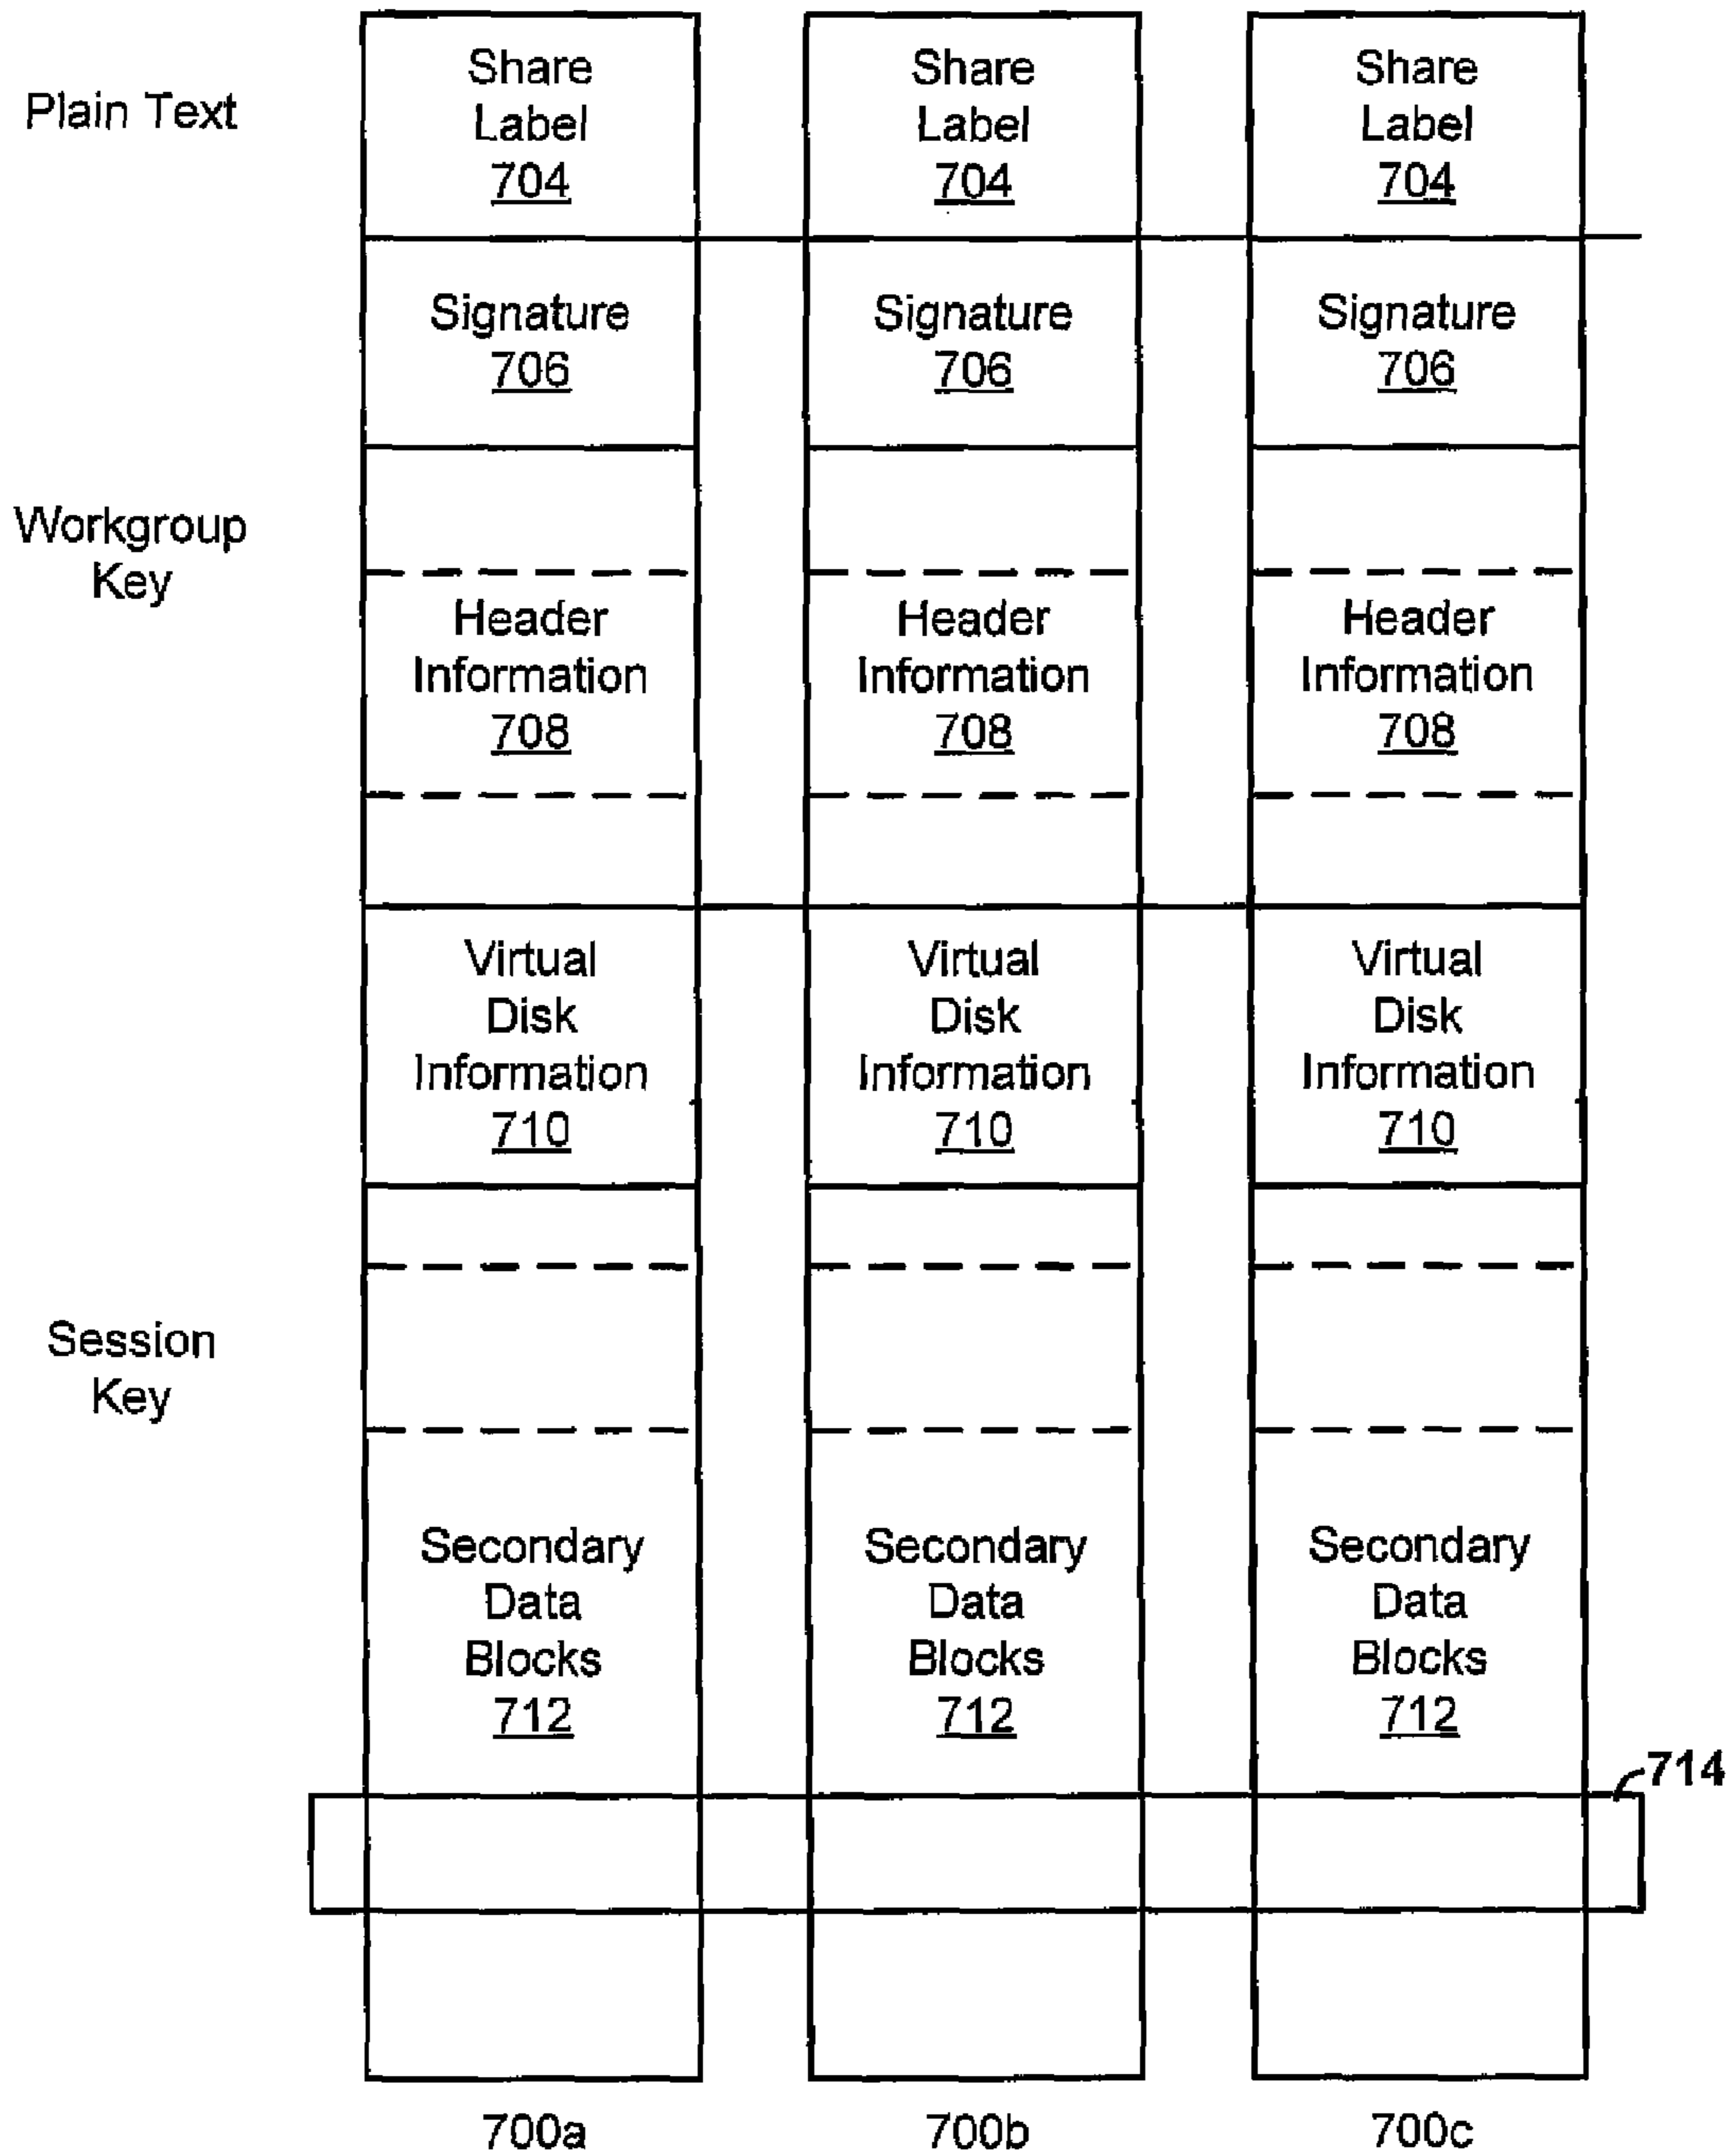 Plain Text
Share
Label
704
Share
Label
704
Share
Label
704
Signature
706
Signature
706
Signature
706
Workgroup
Key
Header
Information
708
Header
Information
708
Header
Information
708
Virtual
Disk
Information
710
Virtual
Disk
Information
710
Virtual
Disk
Information
710
Session
Key
Secondary
Data
Blocks
712
Secondary
Data
Blocks
712
Secondary
Data
Blocks
712
714
700a
700b
700c